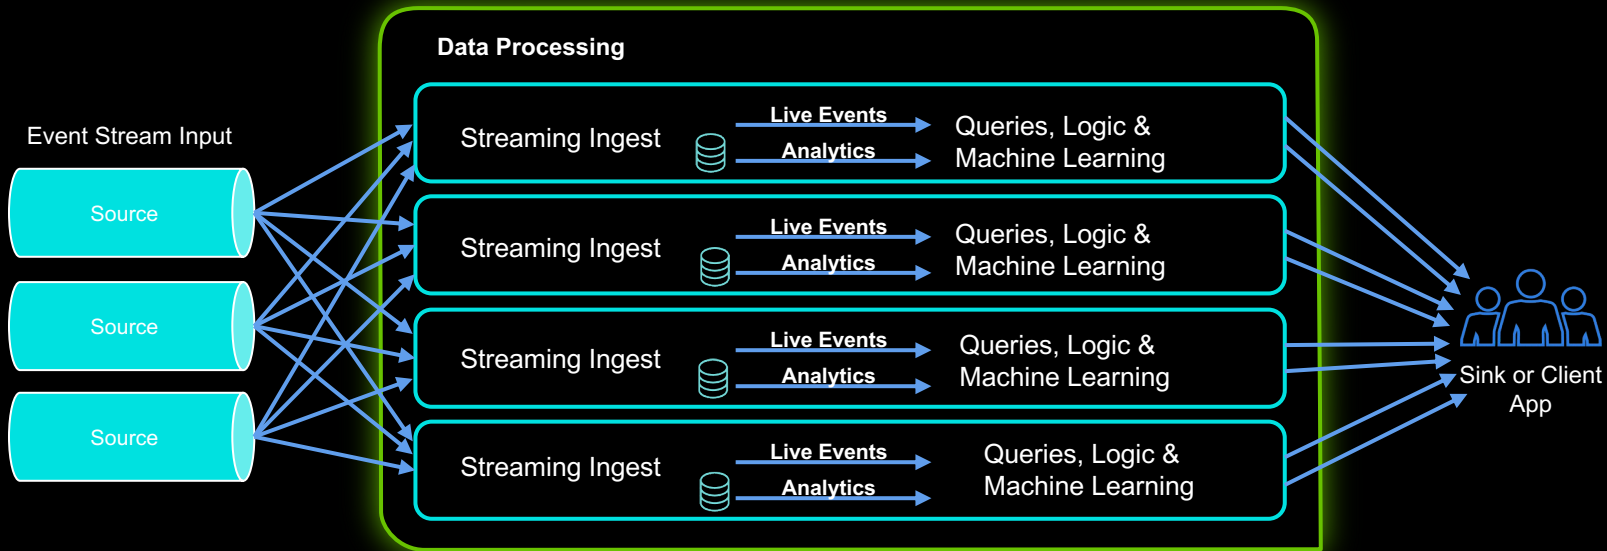 Data Processing
Event Stream Input
Source
Source
Source
Streaming Ingest
Live Events
Analytics
Queries, Logic &
Machine Learning
Streaming Ingest
Live Events
Analytics
Queries, Logic &
Machine Learning
Streaming Ingest
Live Events
Analytics
Queries, Logic &
Machine Learning
Streaming Ingest
Live Events
Analytics
Queries, Logic &
Machine Learning
Sink or Client
App